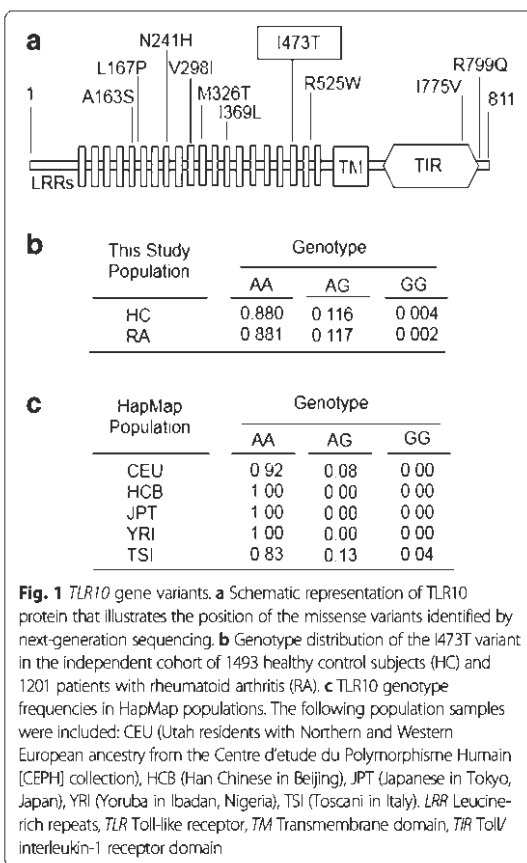 a
N241H
I473T
L167P
V298I
R799Q
A163S
M326T
R525W
I775V
1
I369L
811
LRRs
TM
TIR
b
This Study Population
Genotype
AA AG GG
HC 0.880 0 116 0 004
RA 0.881 0 117 0 002
c
HapMap Population
Genotype
AA AG GG
CEU 0 92 0 08 0 00
HCB 1 00 0 00 0 00
JPT 1 00 0 00 0 00
YRI 1 00 0.00 0 00
TSI 0 83 0 13 0 04
Fig. 1 TLR10 gene variants. a Schematic representation of TLR10
protein that illustrates the position of the missense variants identified by
next-generation sequencing. b Genotype distribution of the I473T variant
in the independent cohort of 1493 healthy control subjects (HC) and
1201 patients with rheumatoid arthritis (RA). c TLR10 genotype
frequencies in HapMap populations. The following population samples
were included: CEU (Utah residents with Northern and Western
European ancestry from the Centre d'etude du Polymorphisme Humain
[CEPH] collection), HCB (Han Chinese in Beijing), JPT (Japanese in Tokyo,
Japan), YRI (Yoruba in Ibadan, Nigeria), TSI (Toscani in Italy). LRR Leucine-
rich repeats, TLR Toll-like receptor, TM Transmembrane domain, TIR Toll/
interleukin-1 receptor domain